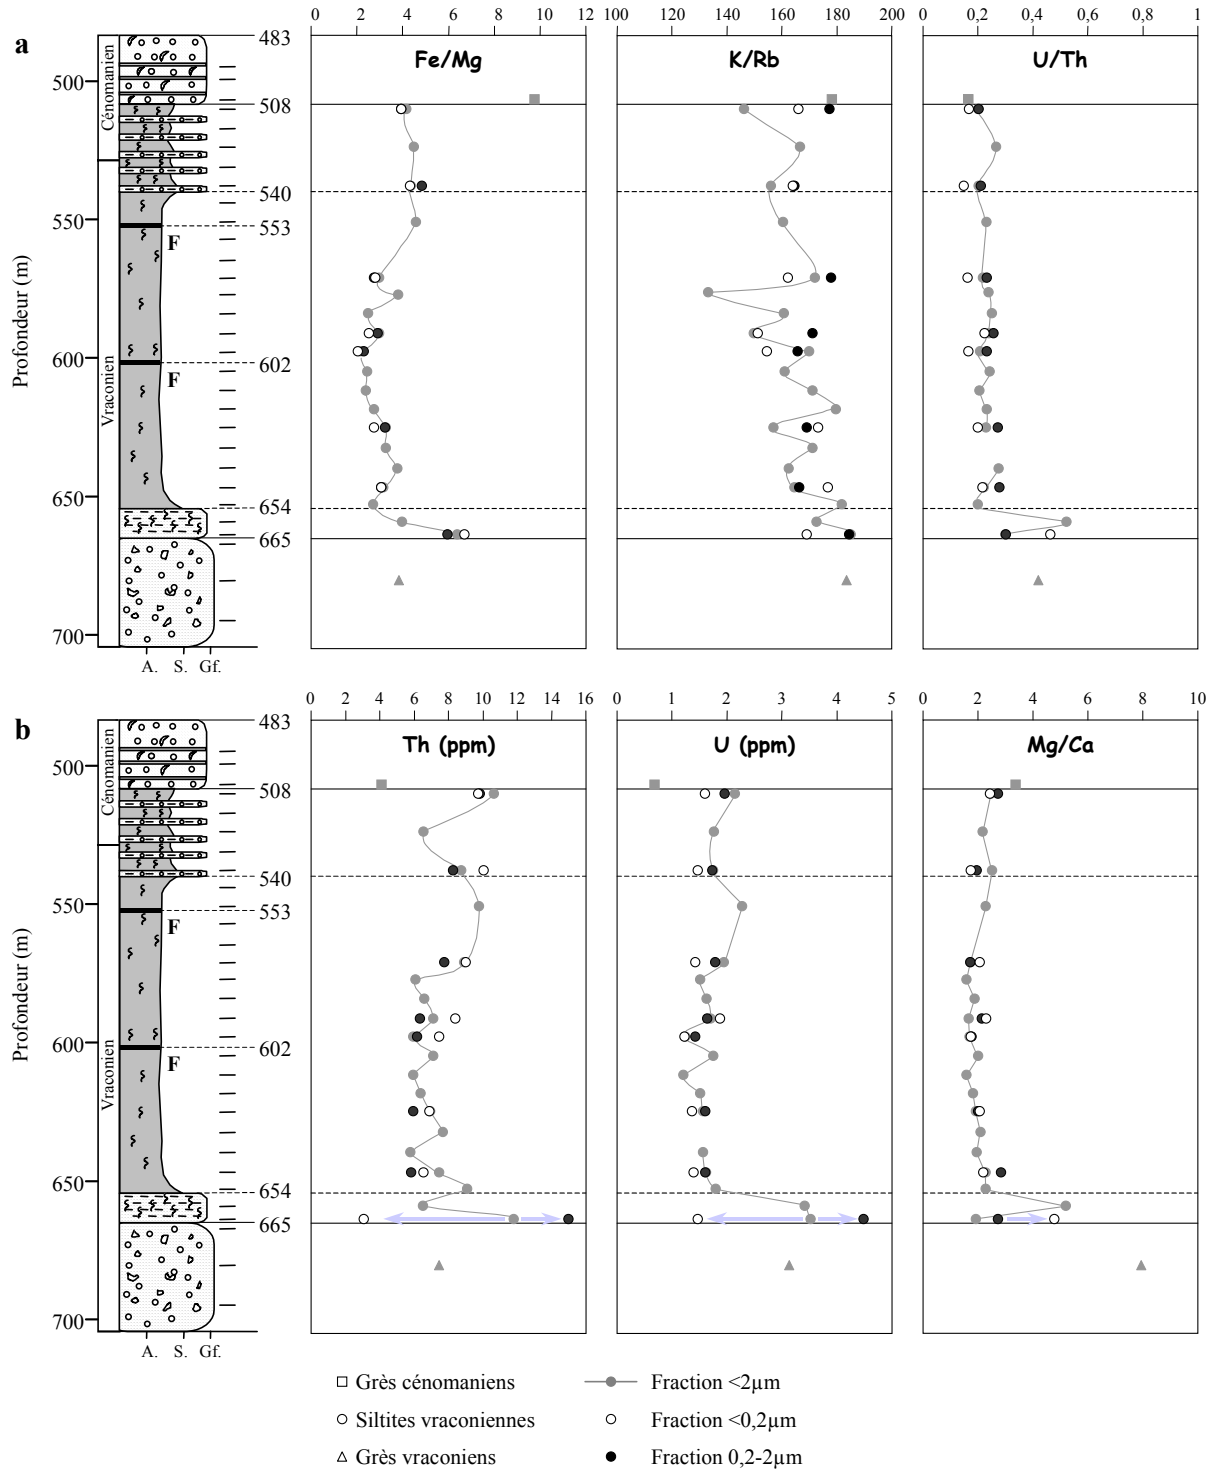 0 2 4 6 8 10 12
100 120 140 160 180 200
0 0,2 0,4 0,6 0,8 1
a
Fe/Mg
K/Rb
U/Th
Profondeur (m)
Cénomanien
Vraconien
500
550
600
650
700
483
508
540
553
602
654
665
F
F
A. S. Gf.
0 2 4 6 8 10 12 14 16
0 1 2 3 4 5
0 2 4 6 8 10
b
Th (ppm)
U (ppm)
Mg/Ca
Profondeur (m)
Cénomanien
Vraconien
500
550
600
650
700
483
508
540
553
602
654
665
F
F
A. S. Gf.
Grès cénomaniens
Fraction <2µm
Siltites vraconiennes
Fraction <0,2µm
Grès vraconiens
Fraction 0,2-2µm